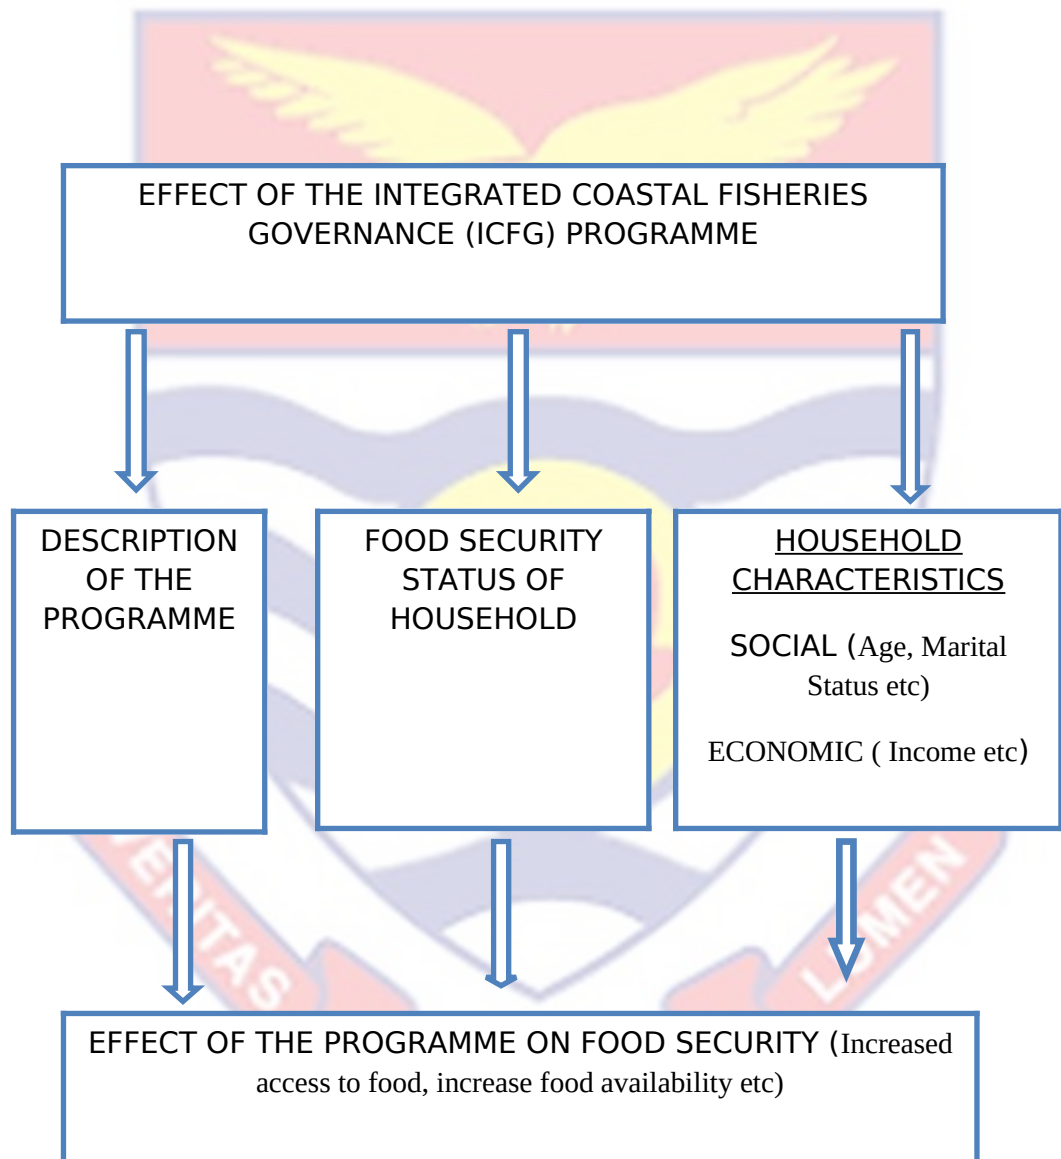 EFFECT OF THE INTEGRATED COASTAL FISHERIES
GOVERNANCE (ICFG) PROGRAMME
DESCRIPTION
OF THE
PROGRAMME
FOOD SECURITY
STATUS OF
HOUSEHOLD
HOUSEHOLD
CHARACTERISTICS
SOCIAL (Age, Marital
Status etc)
ECONOMIC ( Income etc)
VERITAS
LUMEN
EFFECT OF THE PROGRAMME ON FOOD SECURITY (Increased
access to food, increase food availability etc)